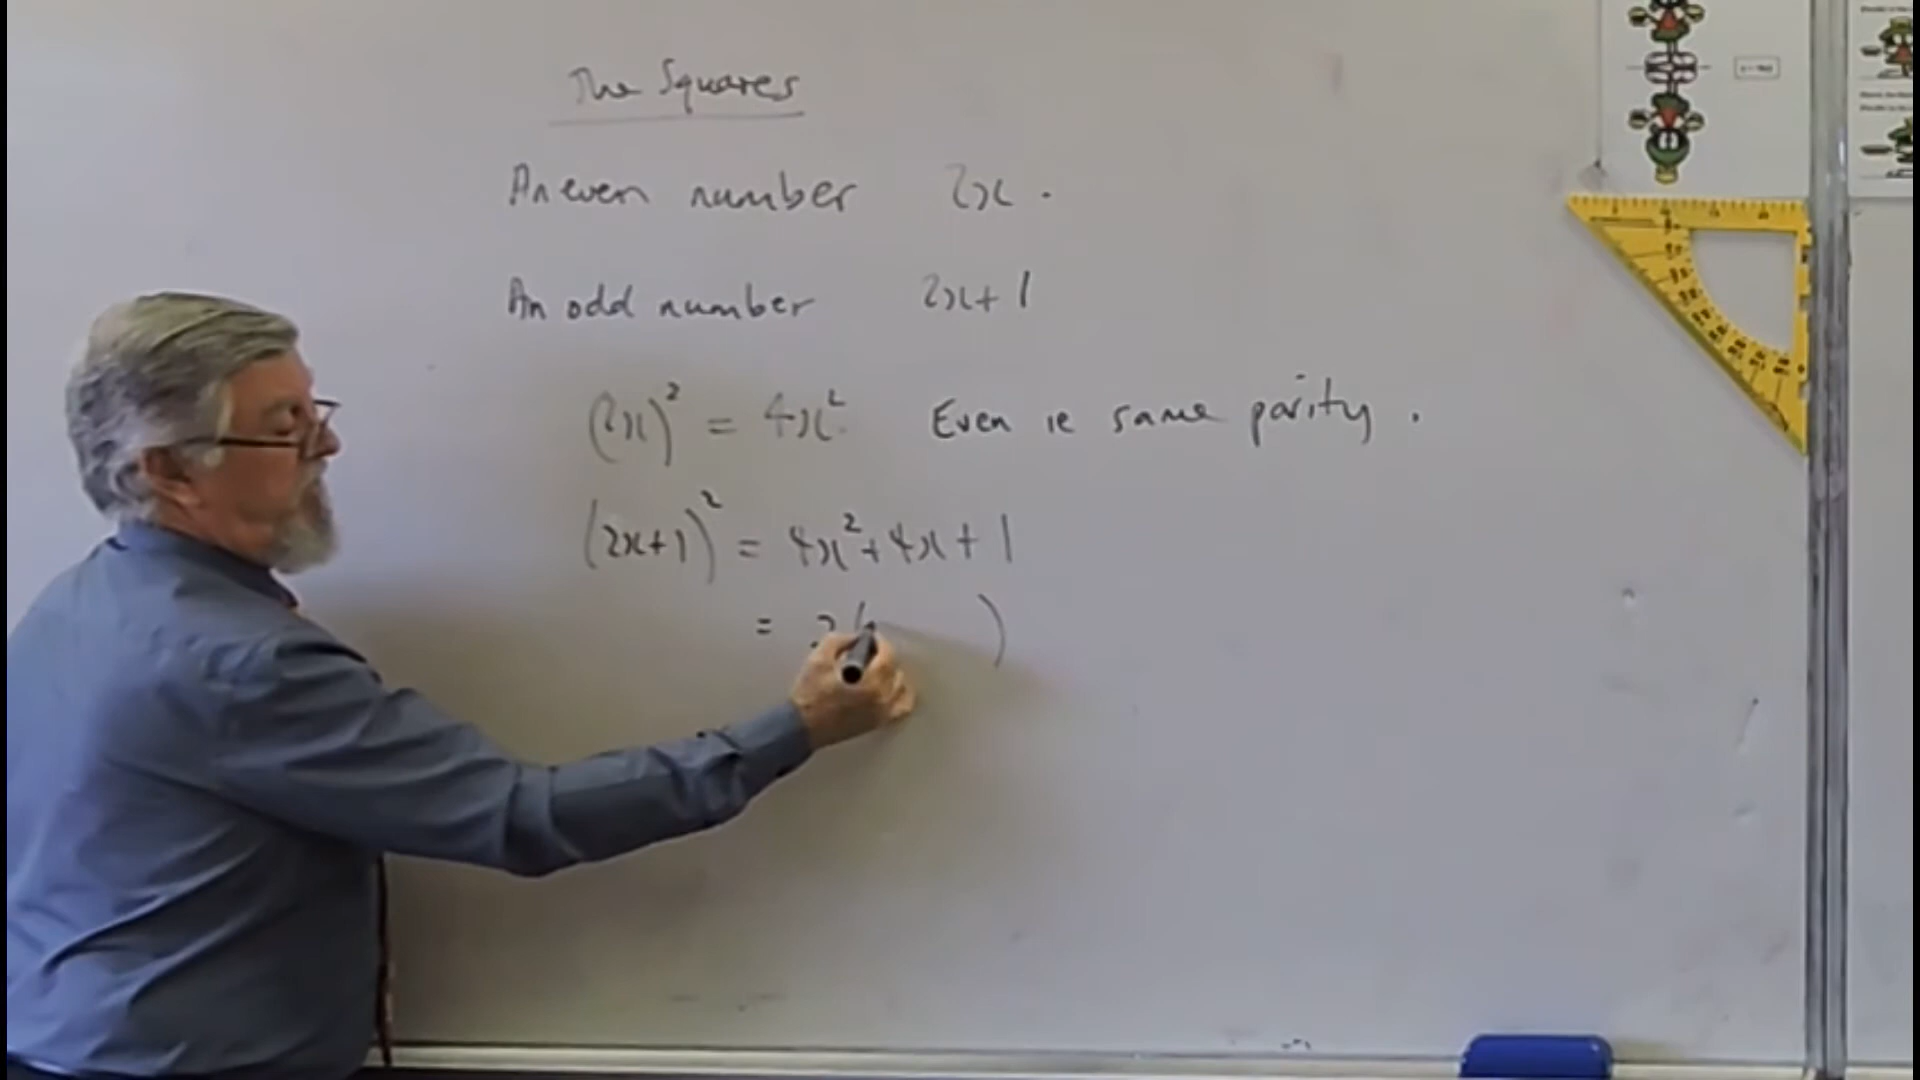 The Squares
An even number 2x.
An odd number 2x+1
(2x)² = 4x². Even ie same parity.
(2x+1)² = 4x²+4x+1
= 2( )